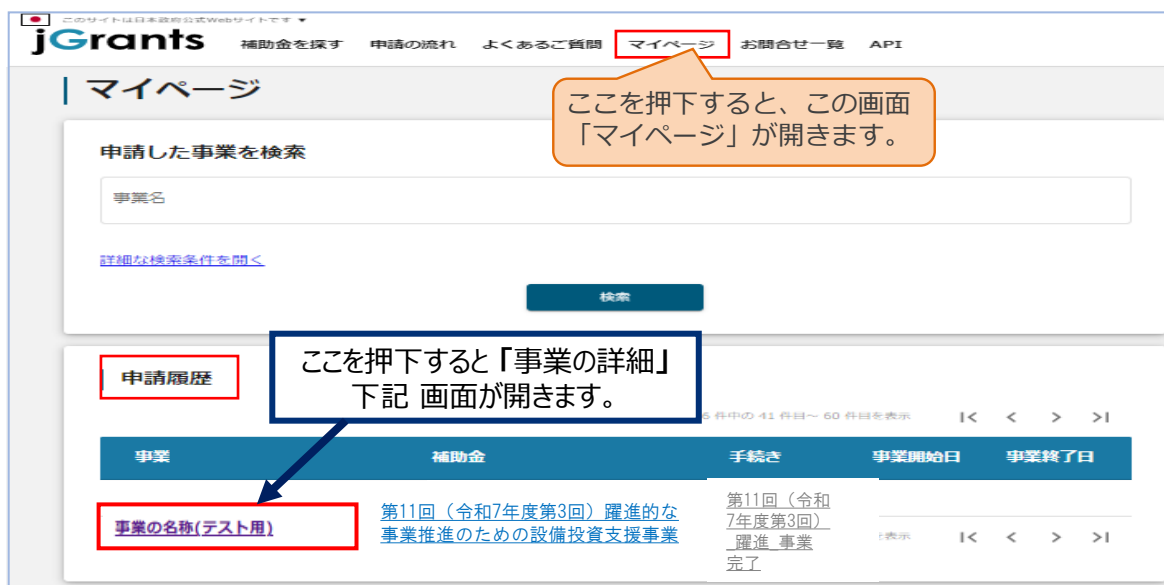 このサイトは日本政府公式Webサイトです ▼
jGrants 補助金を探す 申請の流れ よくあるご質問 マイページ お問合せ一覧 API
マイページ
ここを押下すると、この画面
「マイページ」が開きます。
申請した事業を検索
事業名
詳細な検索条件を開く
検索
ここを押下すると「事業の詳細」
下記 画面が開きます。
申請履歴
件中の 41 件目～ 60 件目を表示 |< < > >|
事業 補助金 手続き 事業開始日 事業終了日
事業の名称(テスト用)
第11回（令和7年度第3回）躍進的な
事業推進のための設備投資支援事業
第11回（令和
7年度第3回）
_躍進_事業
完了
を表示 |< < > >|